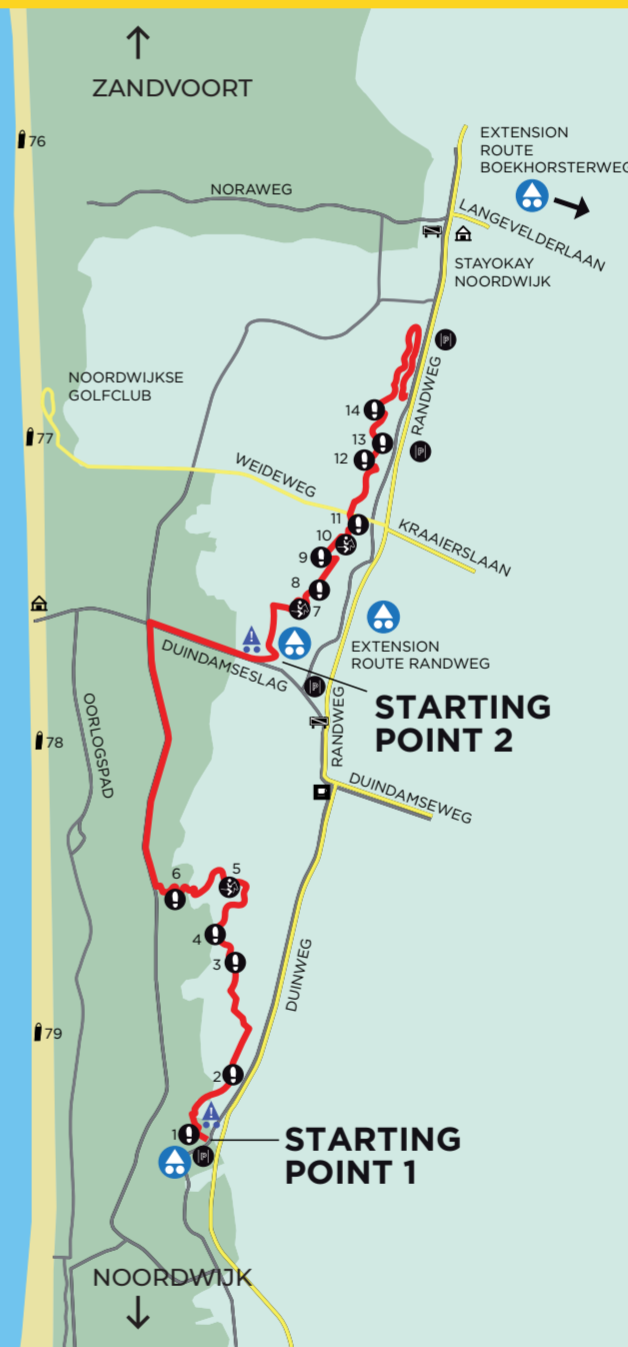 ZANDVOORT
EXTENSION
ROUTE
BOEKHORSTERWEG
76
NORAWEG
LANGEVELDERLAAN
STAYOKAY
NOORDWIJK
NOORDWIJKSE
GOLFCLUB
RANDWEG
14
77
13
12
WEIDEWEG
11
KRAAIERSLAAN
10
9
8
7
DUINDAMSESLAG
EXTENSION
ROUTE RANDWEG
STARTING
POINT 2
OORLOGSPAD
RANDWEG
78
DUINDAMSEWEG
6
5
4
3
DUINWEG
79
2
1
STARTING
POINT 1
NOORDWIJK